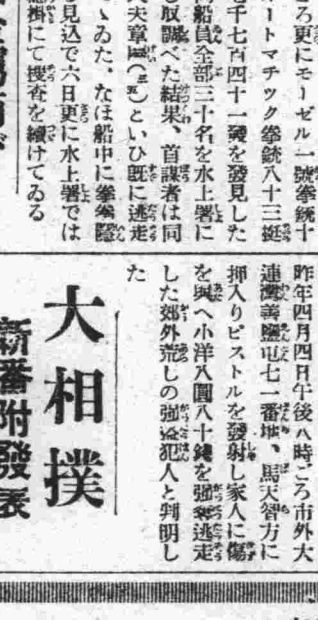 ろ更にモーゼル一號拳銃十
ートマチック拳銃八十三挺
七千七百四十一發を發見した
船員全部三十名を水上署に
取調べた結果、首謀者は同
夫章
といひ既に逃走
ゐた、なほ船中に拳銃隱
見込で六日更に水上署では
掛にて捜査を續けてゐる
昨年四月四日午後八時ごろ市外大
連灣善鹽屯七一番地、馬天智方に
押入りピストルを發射し家人に傷
を與へ小洋八圓八十錢を強奪逃走
した郊外荒しの強盜犯人と判明し
た
大相撲
新番附發表